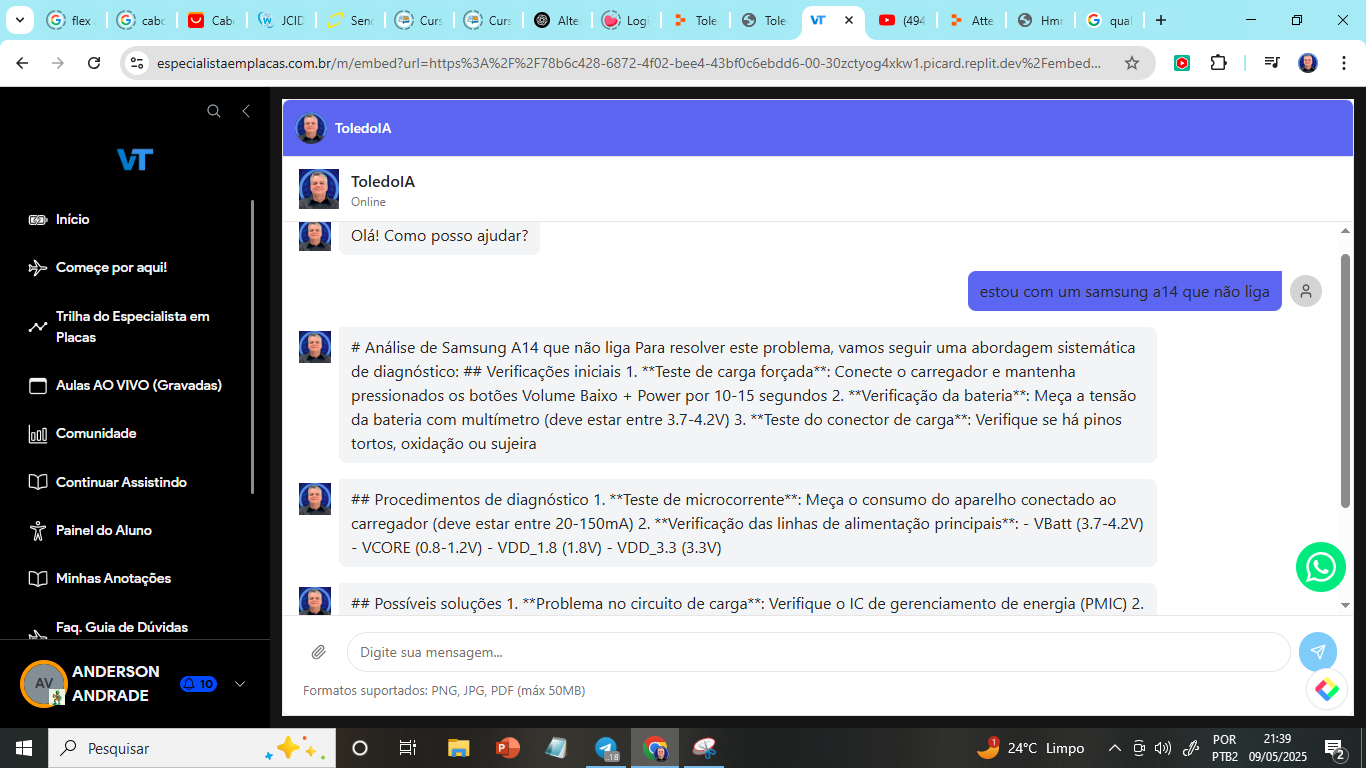 flex
cabo
Cabo
JCID
Send
Curs
Curs
Alte
Logi
Tole
Tole
VT
(494
Atte
Hm
qual
especialistaemplacas.com.br/m/embed?url=https%3A%2F%2F78b6c428-6872-4f02-bee4-43bf0c6ebdd6-00-30zctyog4xkw1.picard.replit.dev%2Fembed...
VT
Início
Começe por aqui!
Trilha do Especialista em
Placas
Aulas AO VIVO (Gravadas)
Comunidade
Continuar Assistindo
Painel do Aluno
Minhas Anotações
Faq. Guia de Dúvidas
AV
ANDERSON
ANDRADE
10
ToledoIA
ToledoIA
Online
Olá! Como posso ajudar?
estou com um samsung a14 que não liga
# Análise de Samsung A14 que não liga Para resolver este problema, vamos seguir uma abordagem sistemática
de diagnóstico: ## Verificações iniciais 1. **Teste de carga forçada**: Conecte o carregador e mantenha
pressionados os botões Volume Baixo + Power por 10-15 segundos 2. **Verificação da bateria**: Meça a tensão
da bateria com multímetro (deve estar entre 3.7-4.2V) 3. **Teste do conector de carga**: Verifique se há pinos
tortos, oxidação ou sujeira
## Procedimentos de diagnóstico 1. **Teste de microcorrente**: Meça o consumo do aparelho conectado ao
carregador (deve estar entre 20-150mA) 2. **Verificação das linhas de alimentação principais**: - VBatt (3.7-4.2V)
- VCORE (0.8-1.2V) - VDD_1.8 (1.8V) - VDD_3.3 (3.3V)
## Possíveis soluções 1. **Problema no circuito de carga**: Verifique o IC de gerenciamento de energia (PMIC) 2.
Digite sua mensagem...
Formatos suportados: PNG, JPG, PDF (máx 50MB)
Pesquisar
.18
1
24°C Limpo
POR
PTB2
21:39
09/05/2025
2